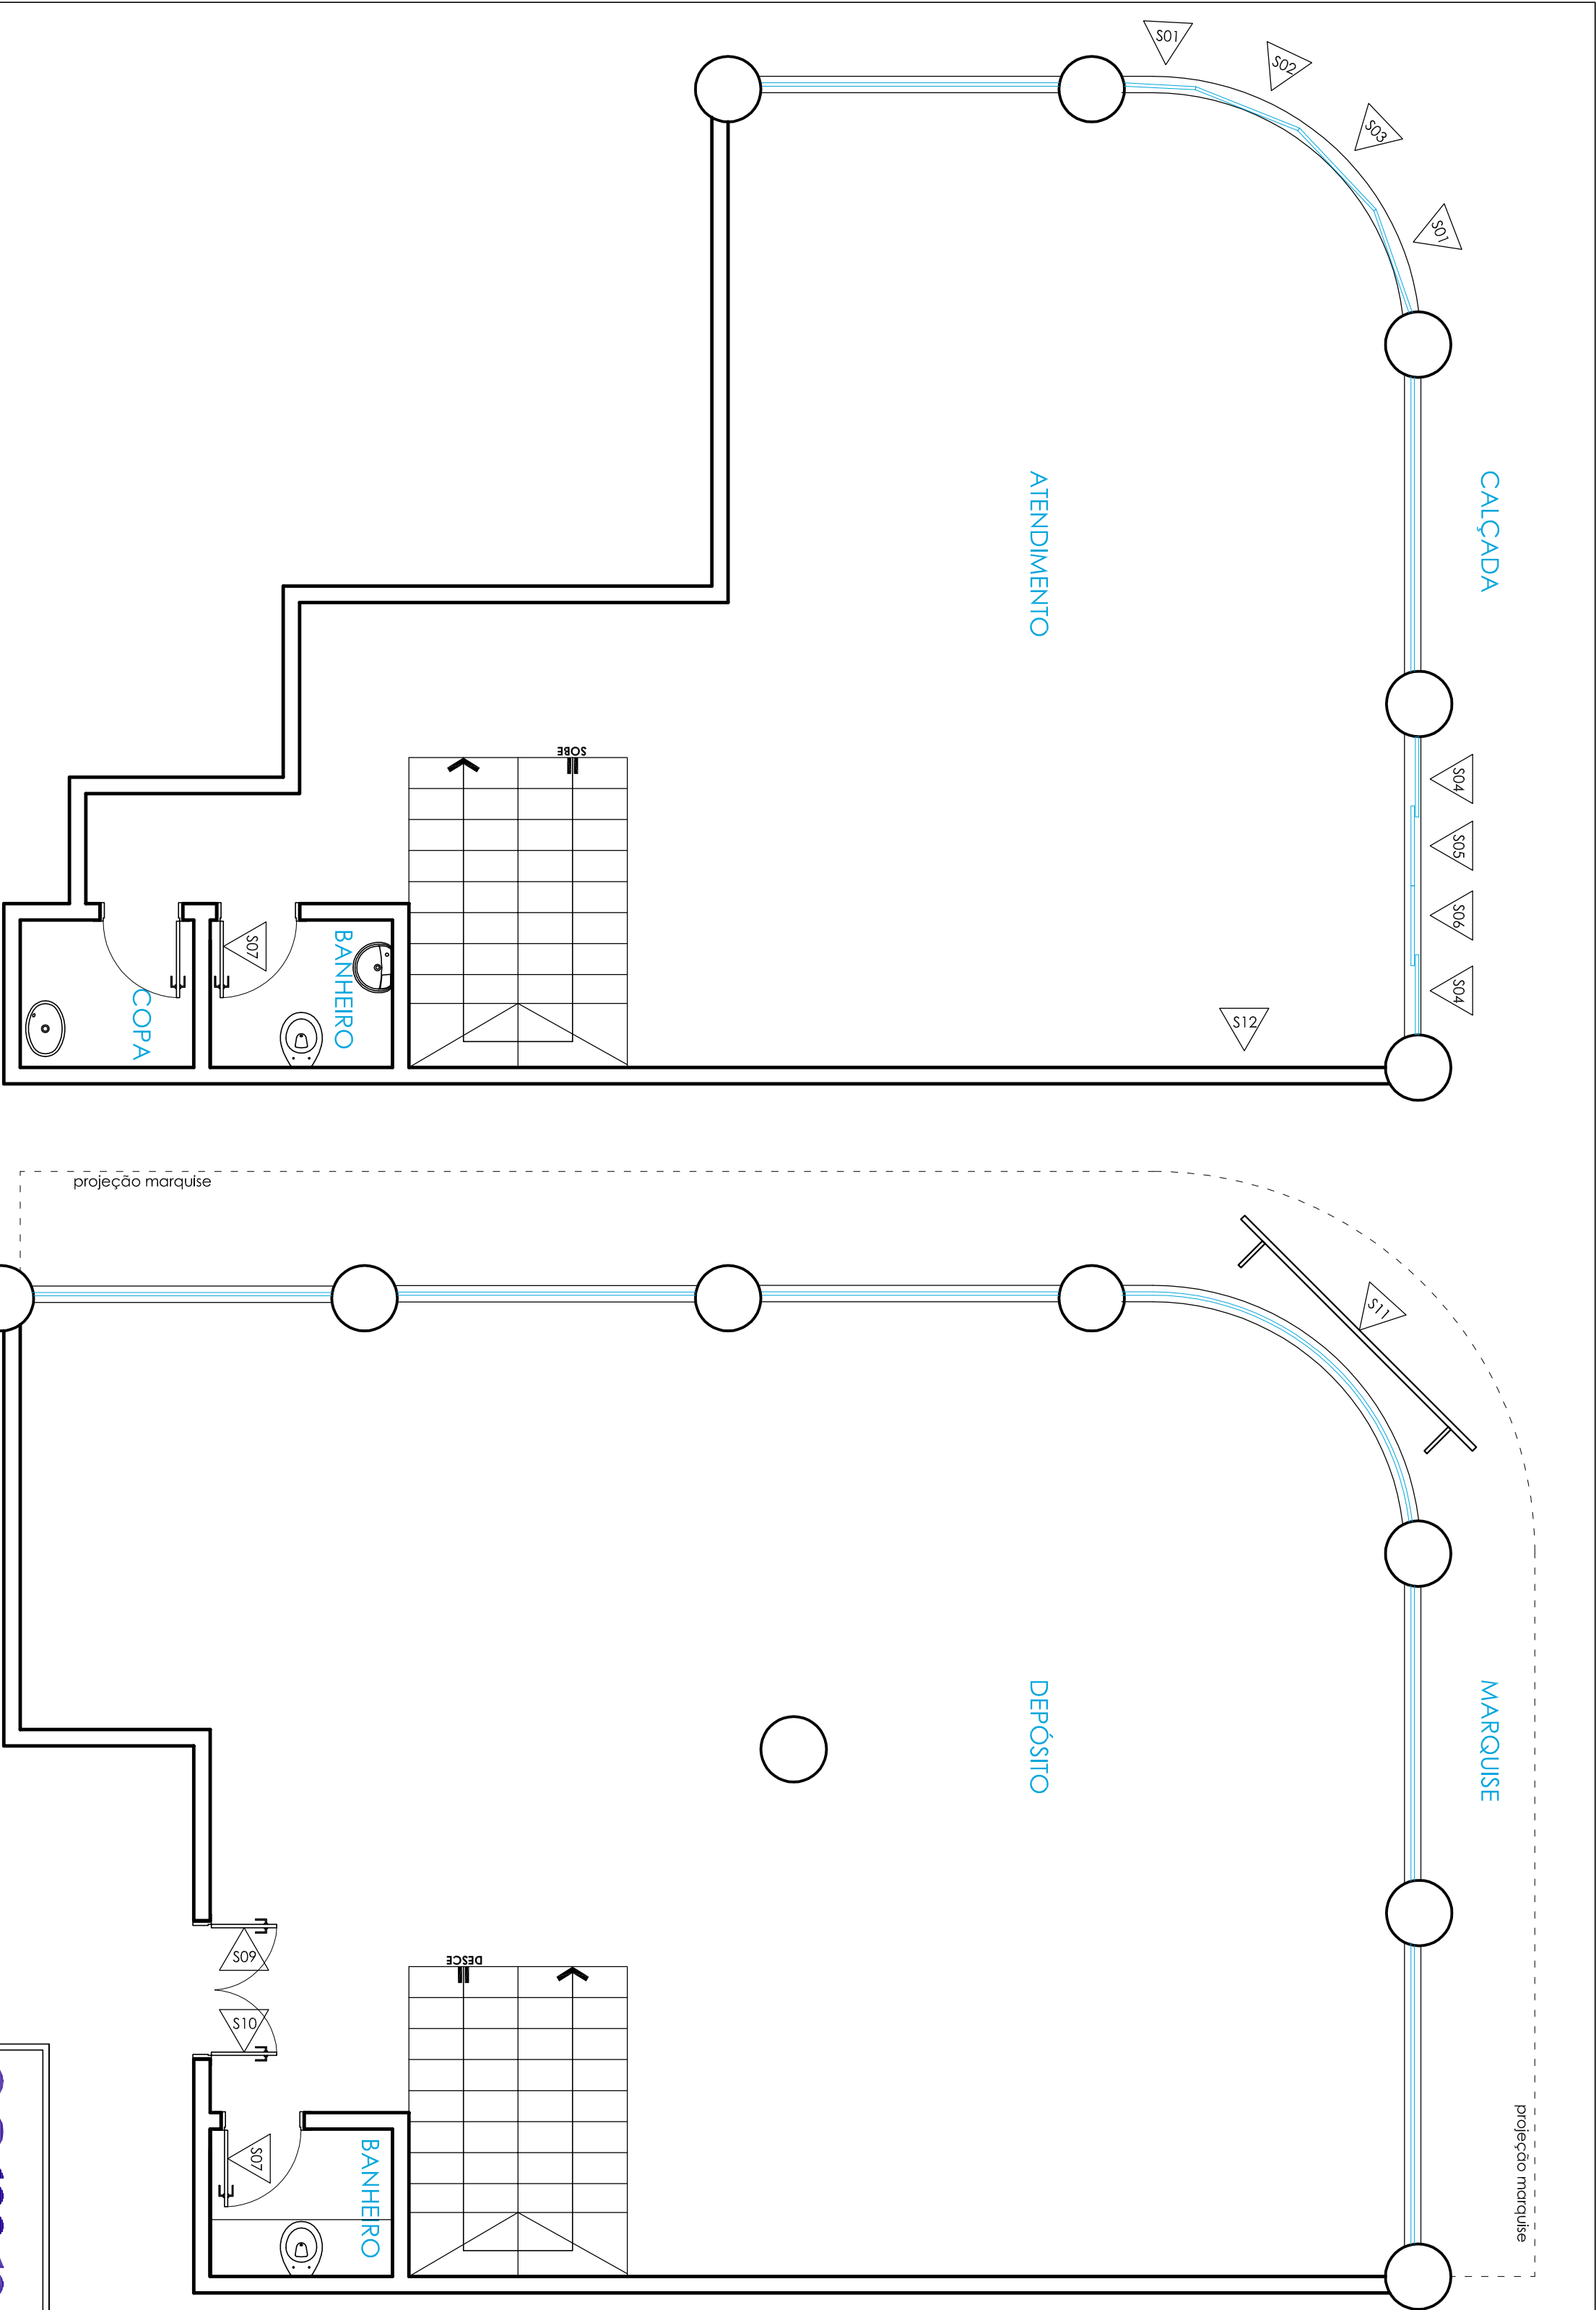 S01
S02
S03
S01
CALÇADA
ATENDIMENTO
SOBE
S04
S05
S06
S04
S07
BANHEIRO
COPA
S12
projeção marquise
S11
MARQUISE
DEPÓSITO
DESCE
S09
S10
S07
BANHEIRO
projeção marquise